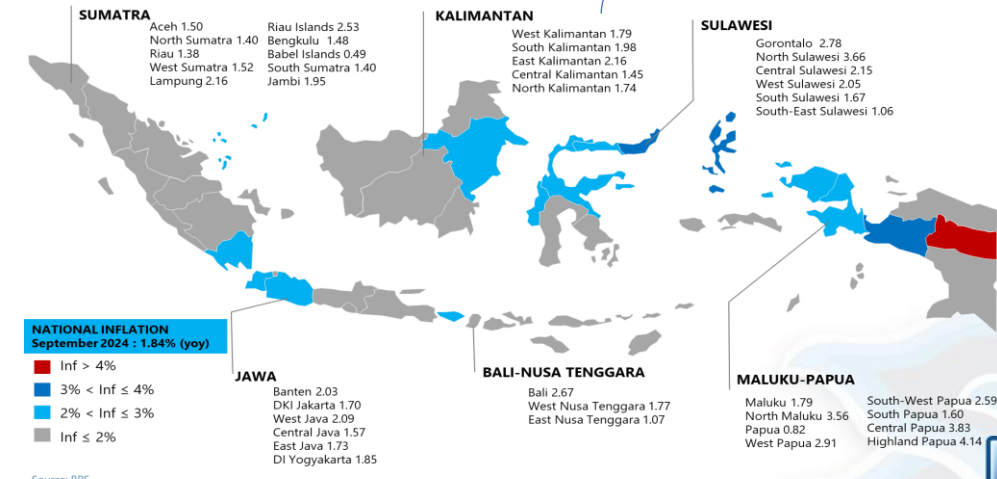 SUMATRA
Aceh 1.50
North Sumatra 1.40
Riau 1.38
West Sumatra 1.52
Lampung 2.16
Riau Islands 2.53
Bengkulu 1.48
Babel Islands 0.49
South Sumatra 1.40
Jambi 1.95
KALIMANTAN
West Kalimantan 1.79
South Kalimantan 1.98
East Kalimantan 2.16
Central Kalimantan 1.45
North Kalimantan 1.74
SULAWESI
Gorontalo 2.78
North Sulawesi 3.66
Central Sulawesi 2.15
West Sulawesi 2.05
South Sulawesi 1.67
South-East Sulawesi 1.06
NATIONAL INFLATION
September 2024 : 1.84% (yoy)
Inf > 4%
3% < Inf ≤ 4%
2% < Inf ≤ 3%
Inf ≤ 2%
JAWA
Banten 2.03
DKI Jakarta 1.70
West Java 2.09
Central Java 1.57
East Java 1.73
DI Yogyakarta 1.85
BALI-NUSA TENGGARA
Bali 2.67
West Nusa Tenggara 1.77
East Nusa Tenggara 1.07
MALUKU-PAPUA
Maluku 1.79
North Maluku 3.56
Papua 0.82
West Papua 2.91
South-West Papua 2.59
South Papua 1.60
Central Papua 3.83
Highland Papua 4.14
Source: BPS